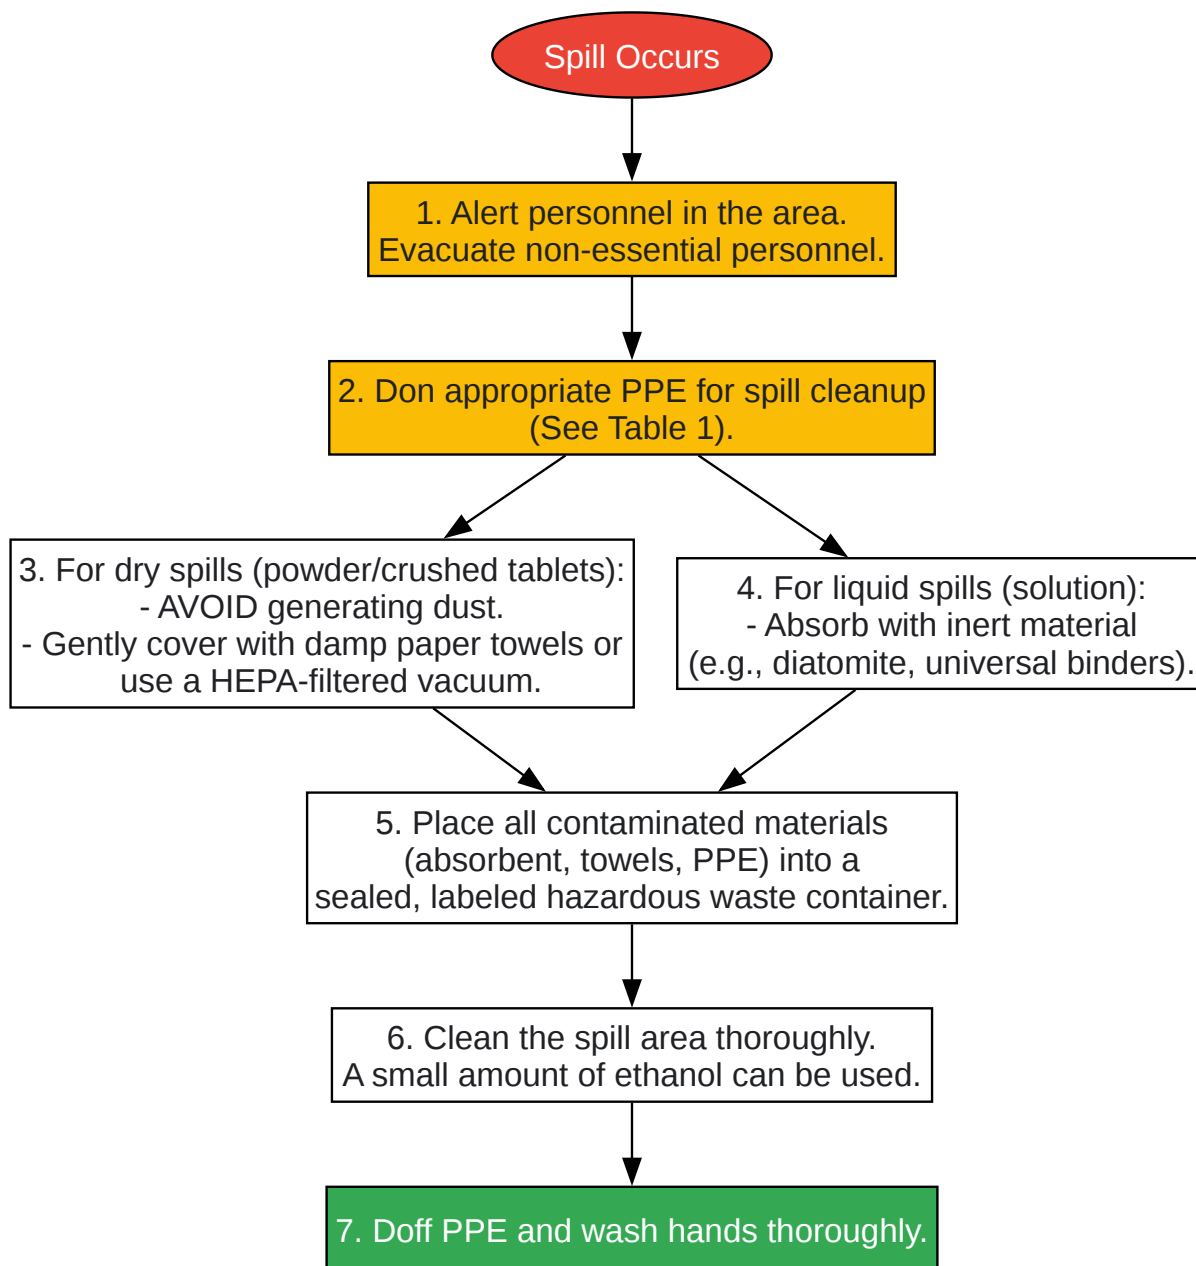 Spill Occurs
1. Alert personnel in the area.
Evacuate non-essential personnel.
2. Don appropriate PPE for spill cleanup
(See Table 1).
3. For dry spills (powder/crushed tablets):
- AVOID generating dust.
- Gently cover with damp paper towels or
use a HEPA-filtered vacuum.
4. For liquid spills (solution):
- Absorb with inert material
(e.g., diatomite, universal binders).
5. Place all contaminated materials
(absorbent, towels, PPE) into a
sealed, labeled hazardous waste container.
6. Clean the spill area thoroughly.
A small amount of ethanol can be used.
7. Doff PPE and wash hands thoroughly.